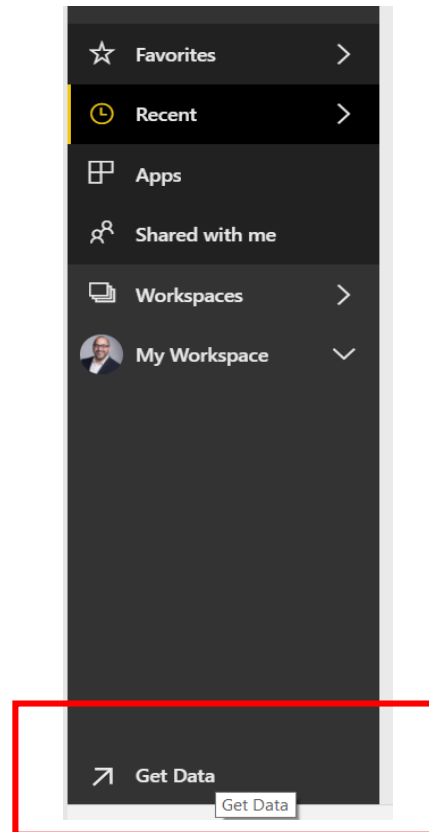 Favorites
Recent
Apps
Shared with me
Workspaces
My Workspace
Get Data
Get Data